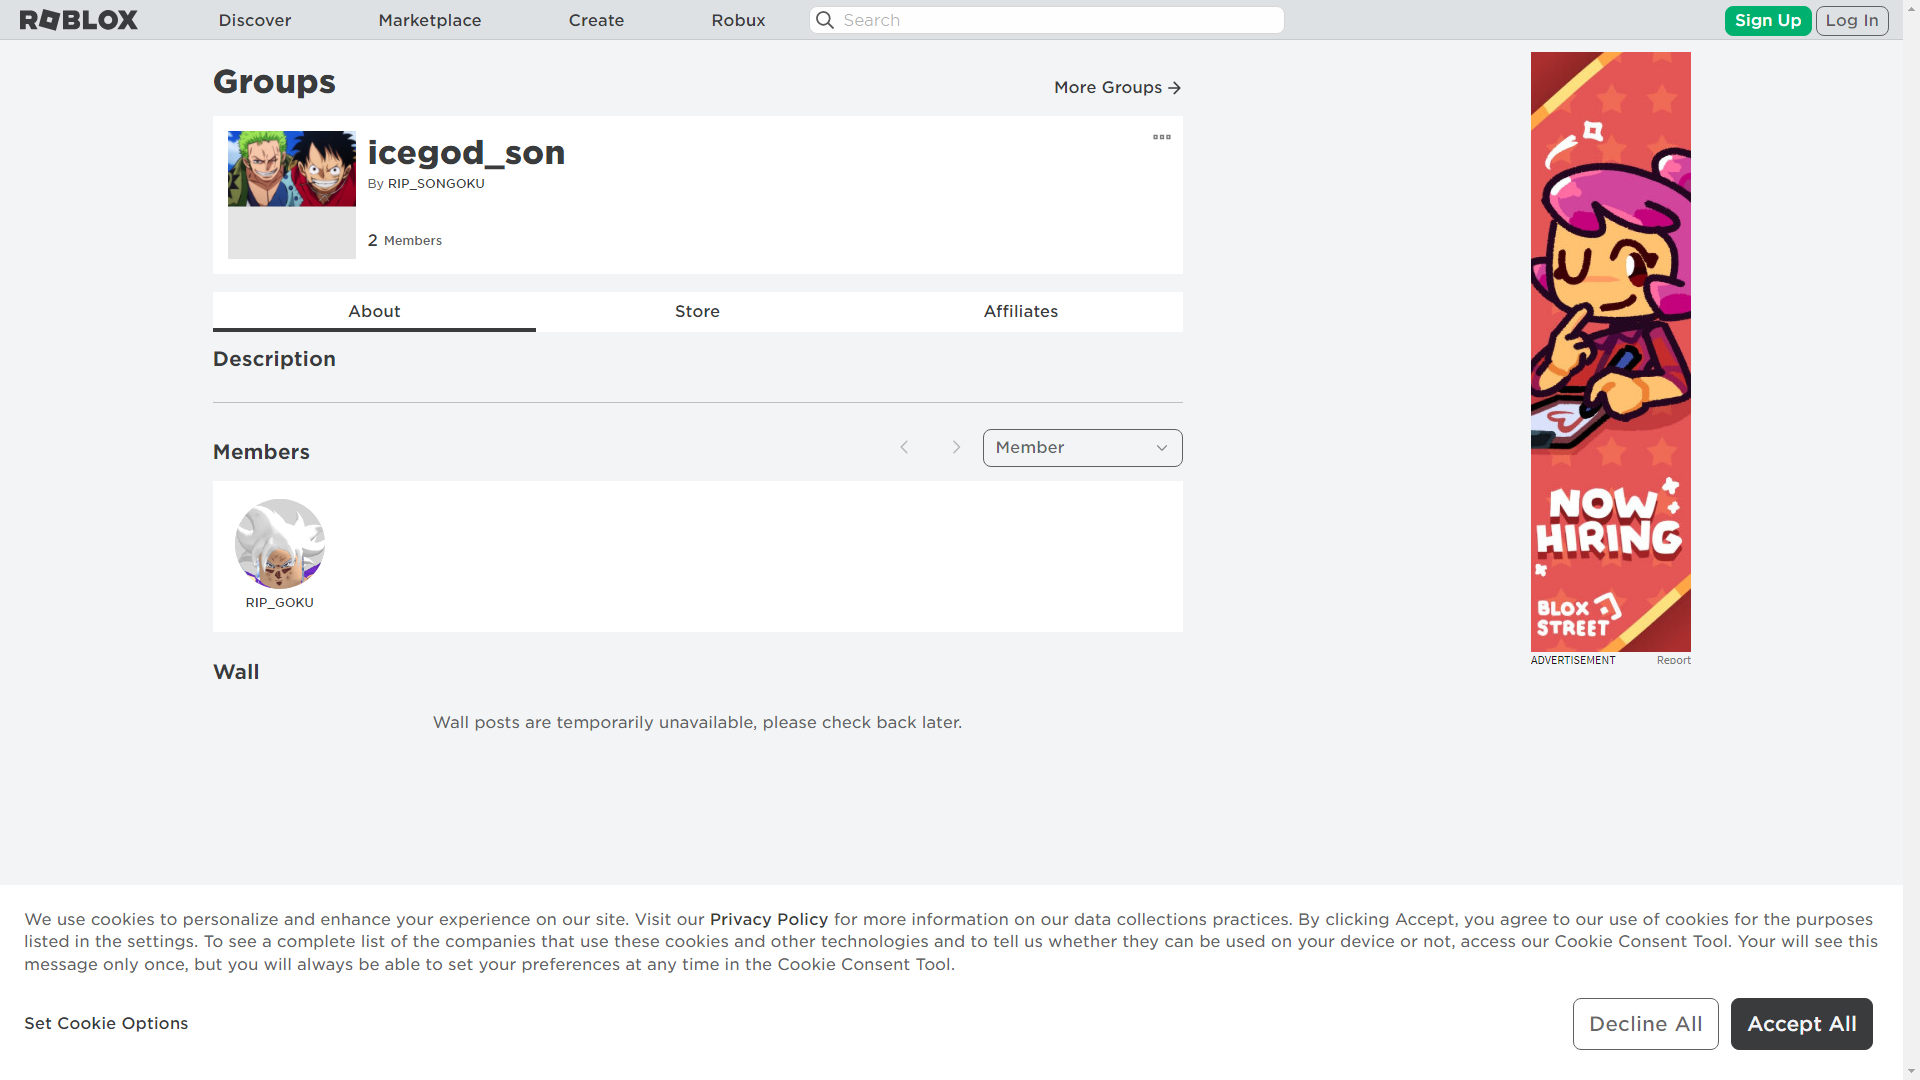 ROBLOX
Discover
Marketplace
Create
Robux
Search
Sign Up
Log In
Groups
More Groups
icegod_son
By RIP_SONGOKU
2 Members
About
Store
Affiliates
Description
Members
Member
RIP_GOKU
Wall
Wall posts are temporarily unavailable, please check back later.
NOW
HIRING
BLOX
STREET
ADVERTISEMENT
Report
We use cookies to personalize and enhance your experience on our site. Visit our Privacy Policy for more information on our data collections practices. By clicking Accept, you agree to our use of cookies for the purposes
listed in the settings. To see a complete list of the companies that use these cookies and other technologies and to tell us whether they can be used on your device or not, access our Cookie Consent Tool. Your will see this
message only once, but you will always be able to set your preferences at any time in the Cookie Consent Tool.
Set Cookie Options
Decline All
Accept All